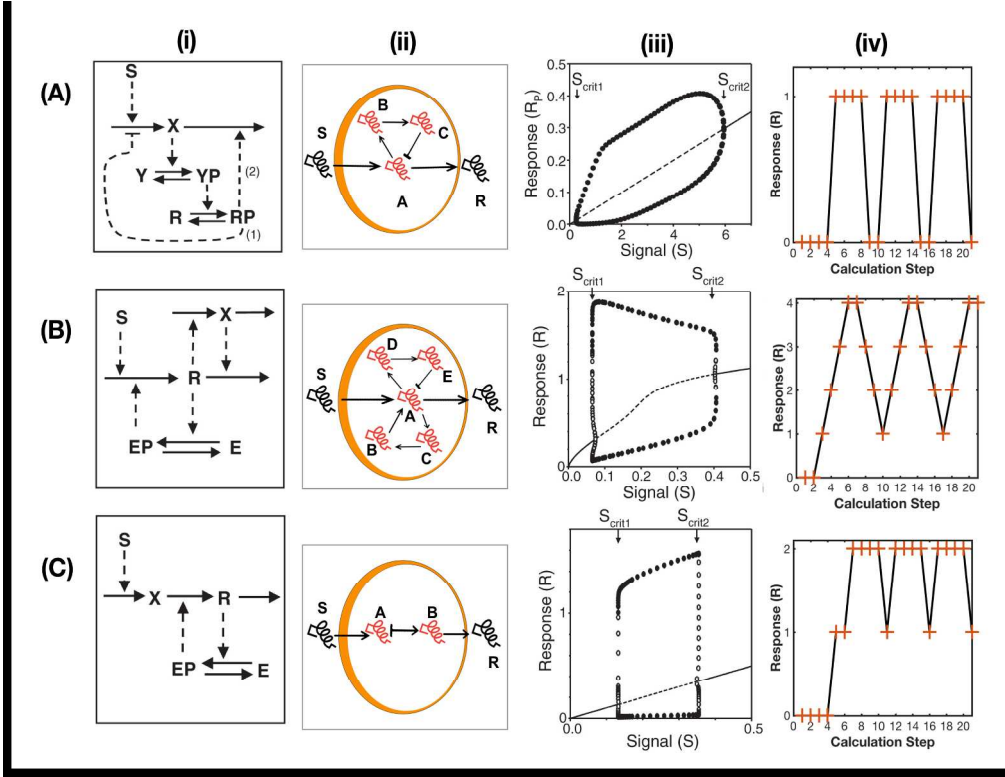 (i) (ii) (iii) (iv)
(A)
S
X
Y YP
(2)
R RP
(1)
B
S C
A
R
0.5
0.4
0.3
0.2
0.1
0
Response (RP)
Scrit1 Scrit2
0 2 4 6
Signal (S)
1
0
Response (R)
2 4 6 8 10 12 14 16 18 20
Calculation Step
(B)
S X
R
EP E
D
E
S
A
B C
R
Scrit1 Scrit2
2
1
0
Response (R)
0.0 0.1 0.2 0.3 0.4 0.5
Signal (S)
4
3
2
1
0
Response (R)
0 2 4 6 8 10 12 14 16 18 20
Calculation Step
(C)
S
X R
EP E
S A B
R
Scrit1 Scrit2
1
0
Response (R)
0.0 0.5
Signal (S)
2
1
0
Response (R)
2 4 6 8 10 12 14 16 18 20
Calculation Step